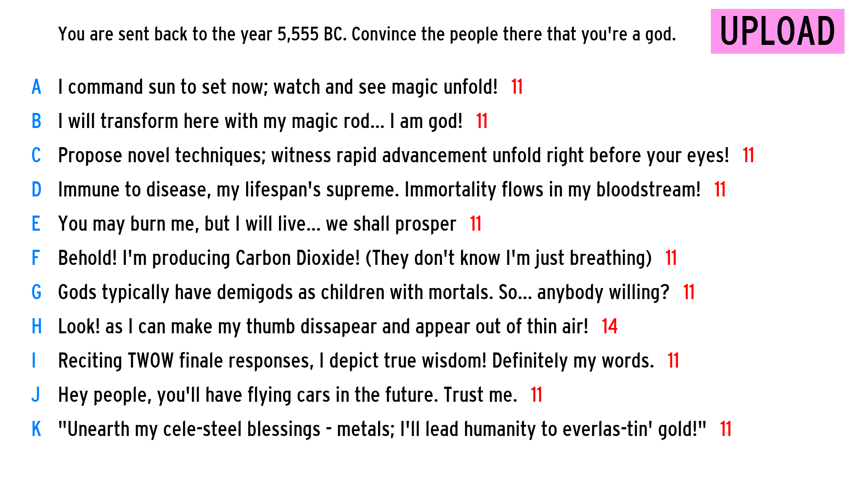 You are sent back to the year 5,555 BC. Convince the people there that you're a god.
UPLOAD
A I command sun to set now; watch and see magic unfold! 11
B I will transform here with my magic rod... I am god! 11
C Propose novel techniques; witness rapid advancement unfold right before your eyes! 11
D Immune to disease, my lifespan's supreme. Immortality flows in my bloodstream! 11
E You may burn me, but I will live... we shall prosper 11
F Behold! I'm producing Carbon Dioxide! (They don't know I'm just breathing) 11
G Gods typically have demigods as children with mortals. So... anybody willing? 11
H Look! as I can make my thumb dissapear and appear out of thin air! 14
I Reciting TWOW finale responses, I depict true wisdom! Definitely my words. 11
J Hey people, you'll have flying cars in the future. Trust me. 11
K "Unearth my cele-steel blessings - metals; I'll lead humanity to everlas-tin' gold!" 11